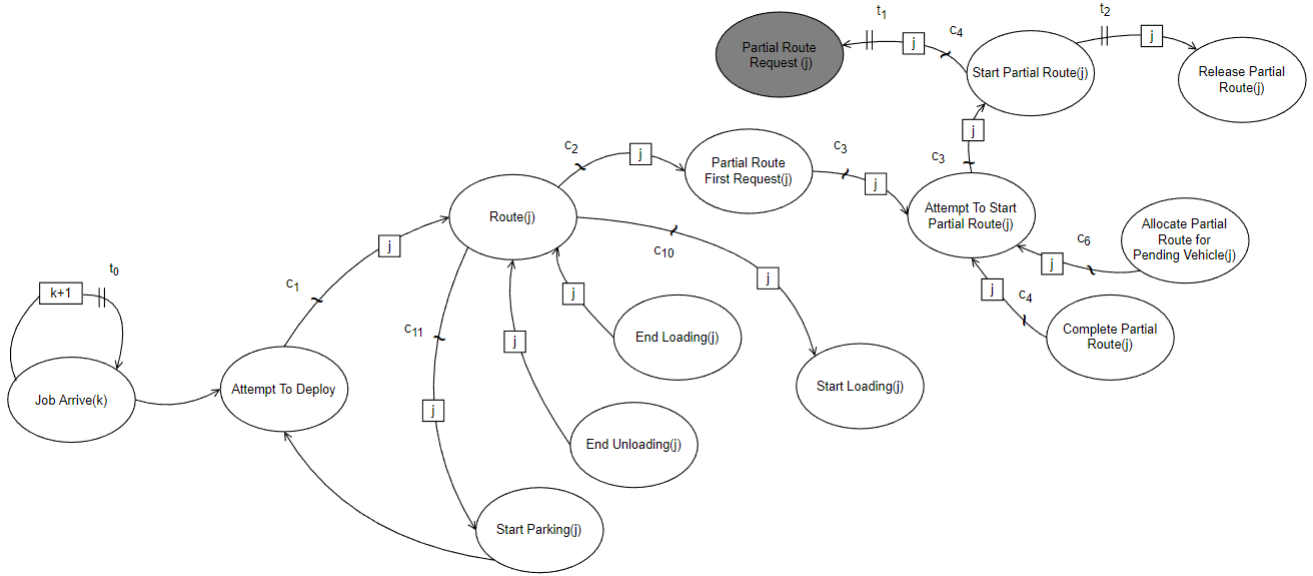 t1
c4
t2
j
j
Partial Route
Request (j)
Start Partial Route(j)
Release Partial
Route(j)
j
c3
c2
j
Partial Route
First Request(j)
c3
j
Attempt To Start
Partial Route(j)
Allocate Partial
Route for
Pending Vehicle(j)
c6
j
Route(j)
j
c10
j
t0
k+1
c1
c11
j
End Loading(j)
j
c4
Complete Partial
Route(j)
j
Job Arrive(k)
Attempt To Deploy
Start Loading(j)
j
End Unloading(j)
Start Parking(j)